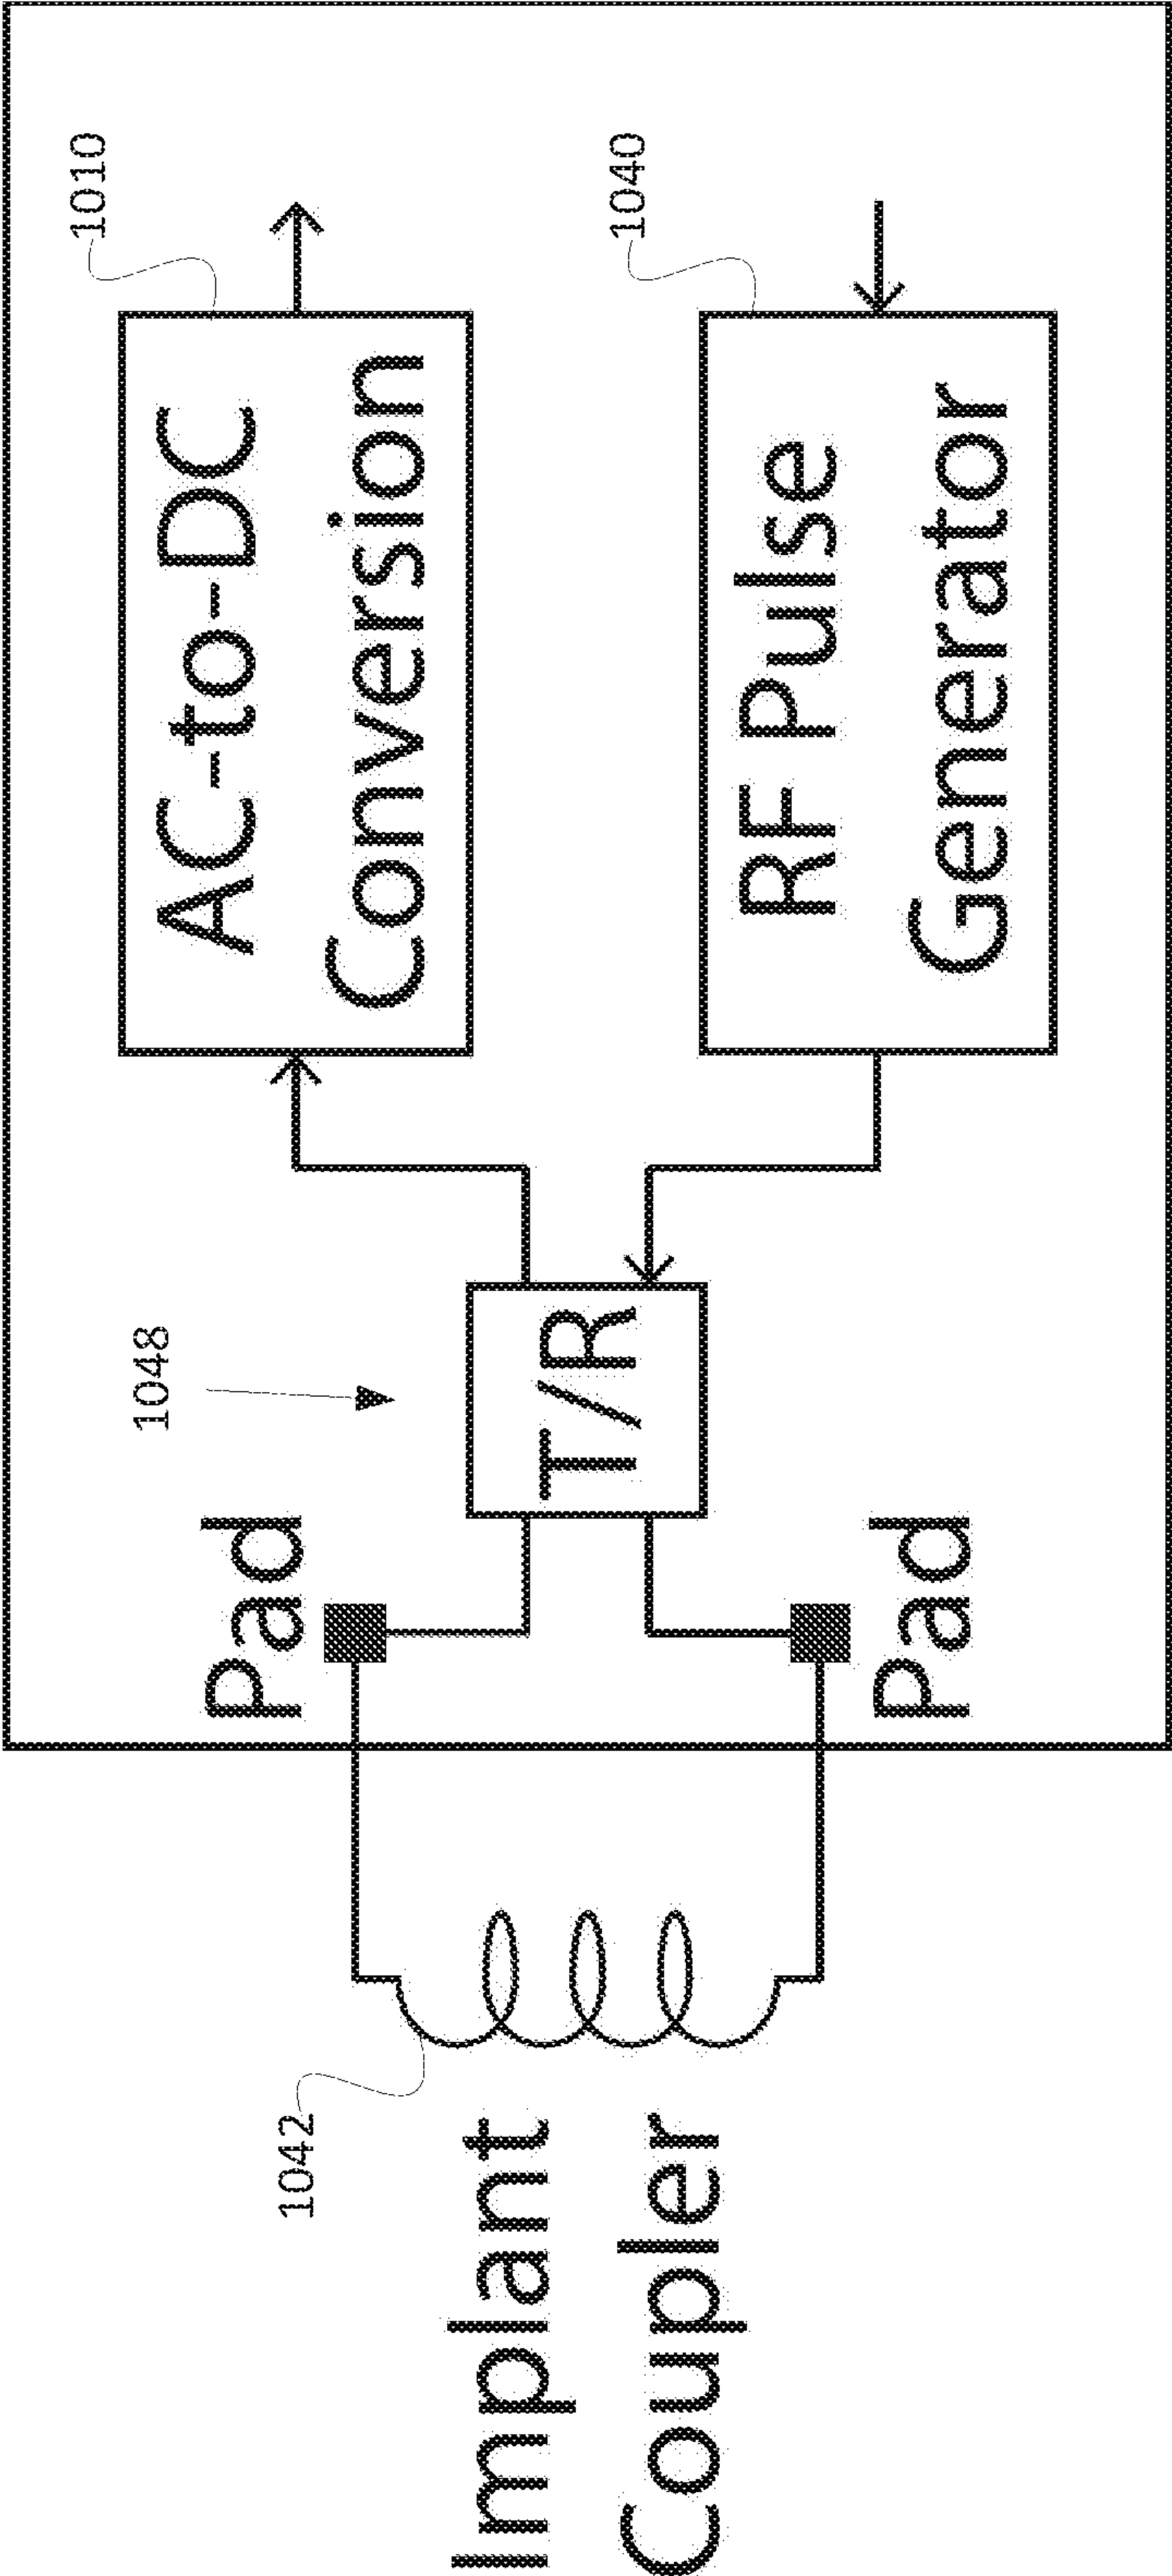 Implant
Coupler
1042
Pad
Pad
1048
T/R
AC-to-DC
Conversion
1010
RF Pulse
Generator
1040